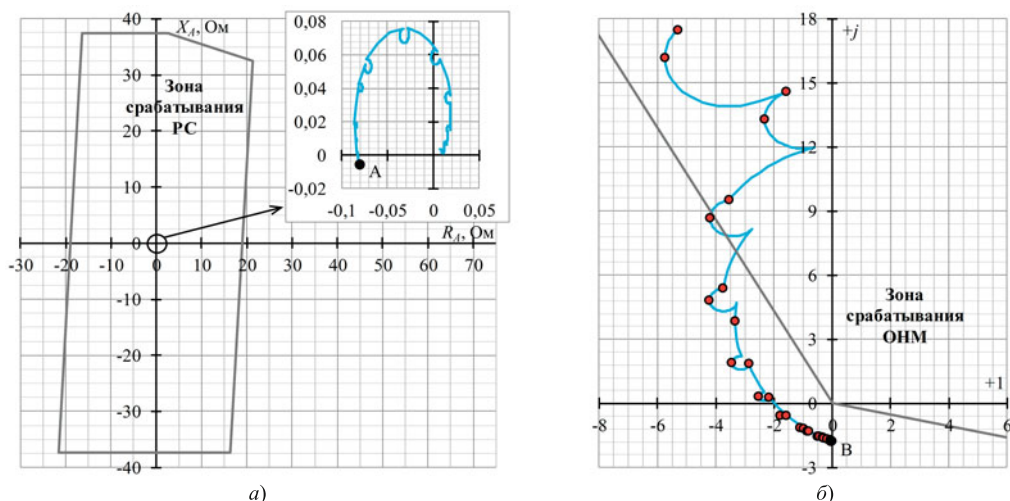 40
X_A, Ом
30
Зона
срабатывания
РС
20
10
0
-10
-20
-30
-40
-30 -20 -10 0 10 20 30 40 50 60 70
R_A, Ом
0,08
0,06
0,04
0,02
0
-0,02
A
-0,1 -0,05 0 0,05
а)
18
+j
15
12
9
6
3
0
-3
Зона
срабатывания
ОНМ
+1
-8 -6 -4 -2 0 2 4 6
B
б)